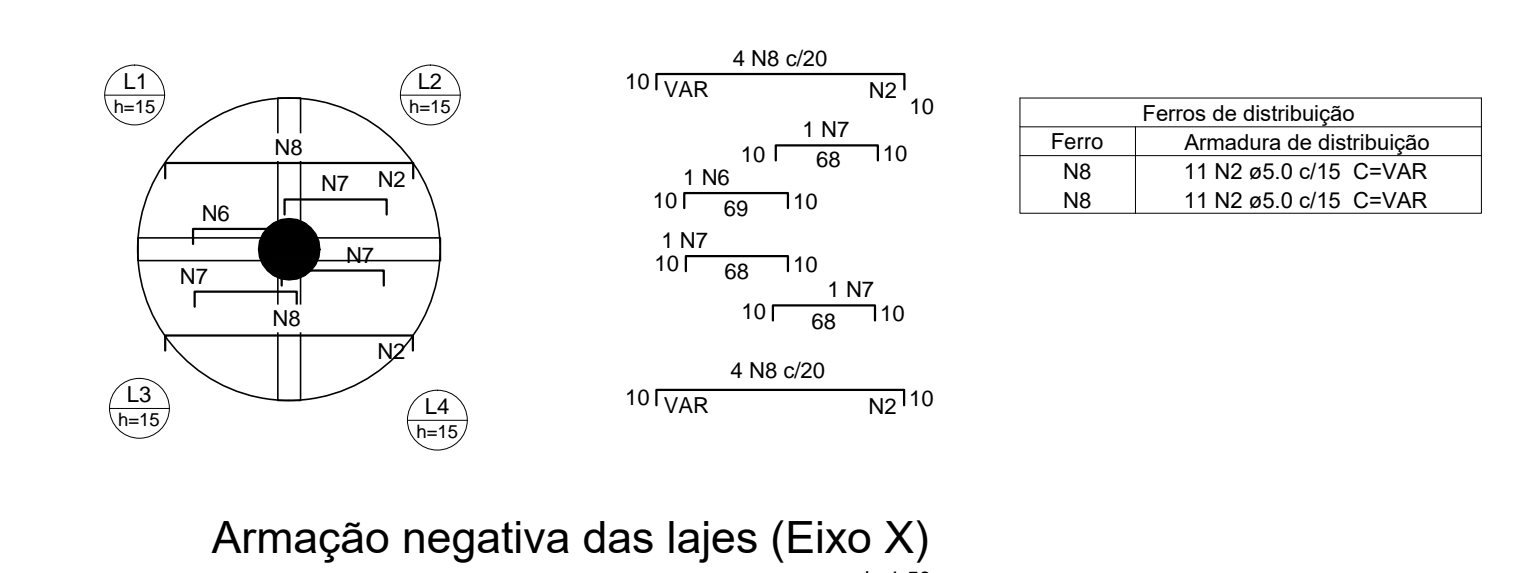 L1
h=15
L2
h=15
N8
N7
N2
N6
N7
N7
N8
N2
L3
h=15
L4
h=15
4 N8 c/20
10
VAR
N2
10
1 N7
10
68
10
1 N6
10
69
10
1 N7
10
68
10
1 N7
10
68
10
4 N8 c/20
10
VAR
N2
10
Ferros de distribuição
Ferro Armadura de distribuição
N8 11 N2 ø5.0 c/15 C=VAR
N8 11 N2 ø5.0 c/15 C=VAR
Armação negativa das lajes (Eixo X)